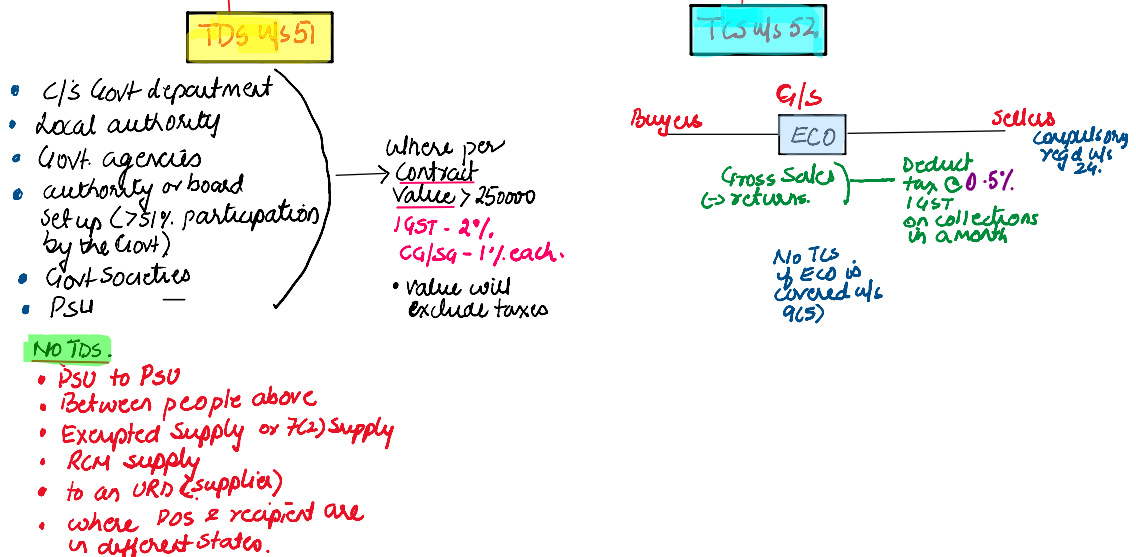 TDS u/s 51
• C/S Govt department
• Local authority
• Govt. agencies
• authority or board
set up (>51% participation
by the Govt)
• Govt Societies
• PSU
where per
Contract
Value > 250000
IGST - 2%.
CG/SG - 1% each.
• Value will
exclude taxes
NO TDS.
• PSU to PSU
• Between people above
• Exempted Supply or 7(2) Supply
• RCM supply
• to an URD (supplier)
• where POS & recipient are
in different States.
TCS u/s 52
G/S
Buyers
ECO
Sellers
compulsory
regd u/s
24.
Gross Sales
(-) returns.
Deduct
tax @ 0.5%.
IGST
on collections
in a month
No TCS
if ECO is
covered u/s
9(5)